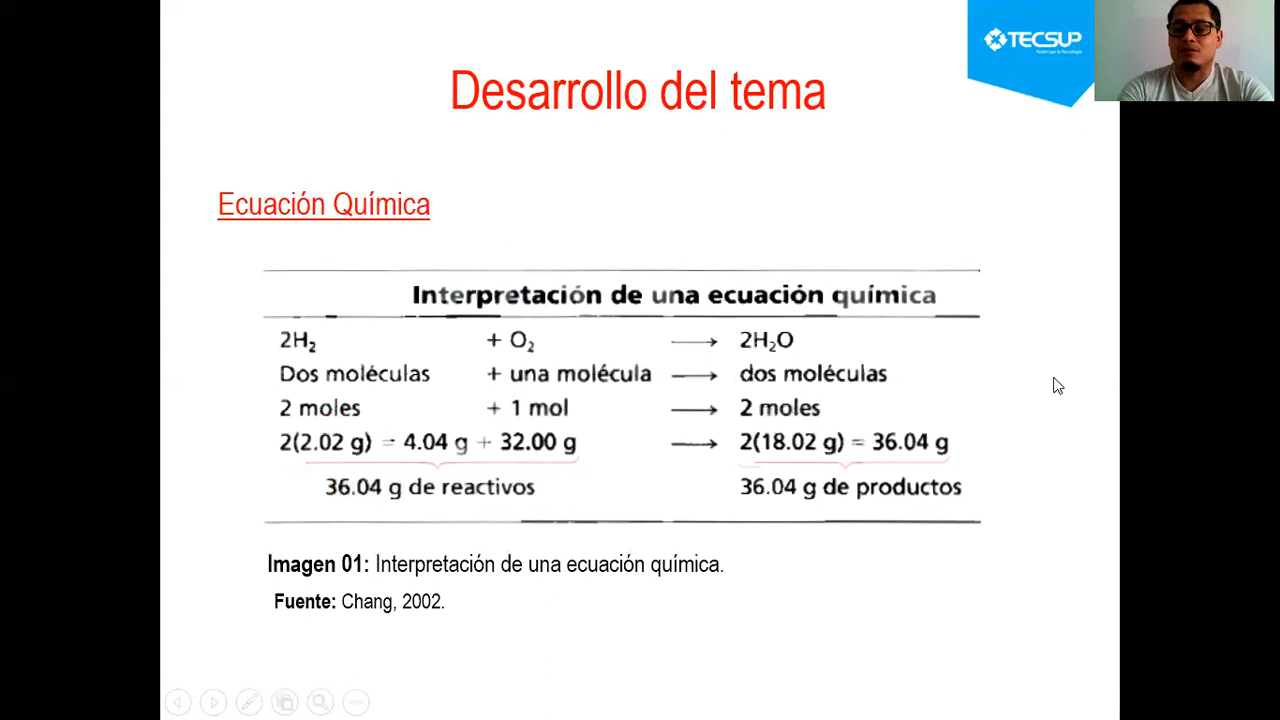 TECSUP
Desarrollo del tema
Ecuación Química
Interpretación de una ecuación química
2H₂ + O₂ ⟶ 2H₂O
Dos moléculas + una molécula ⟶ dos moléculas
2 moles + 1 mol ⟶ 2 moles
2(2.02 g) = 4.04 g + 32.00 g ⟶ 2(18.02 g) = 36.04 g
36.04 g de reactivos 36.04 g de productos
Imagen 01: Interpretación de una ecuación química.
Fuente: Chang, 2002.